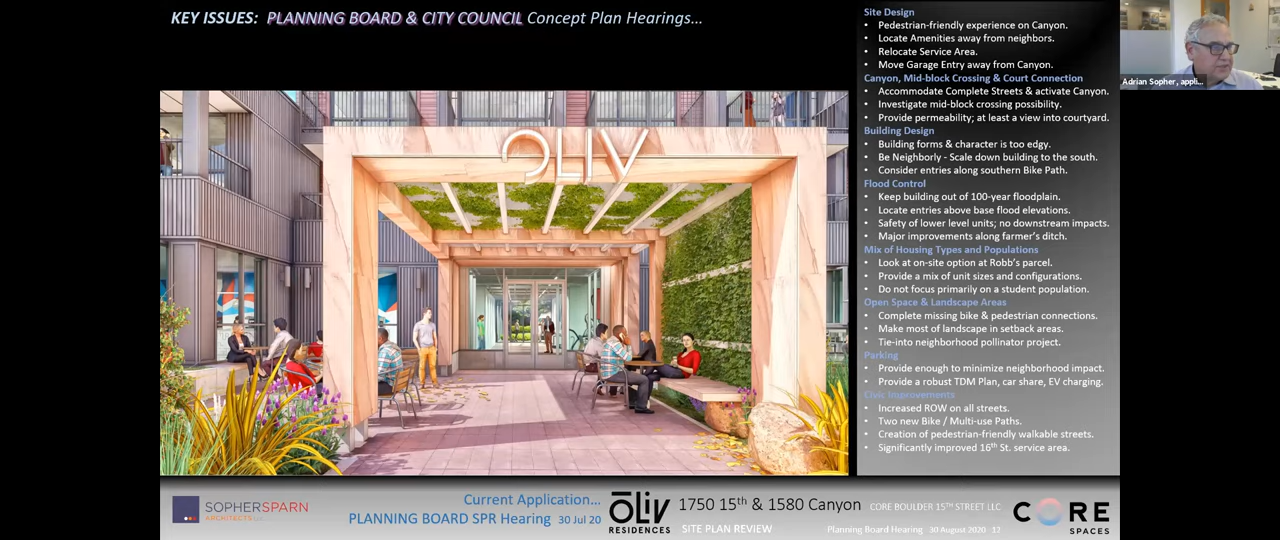 KEY ISSUES: PLANNING BOARD & CITY COUNCIL Concept Plan Hearings…
ōLIV
Site Design
• Pedestrian-friendly experience on Canyon.
• Locate Amenities away from neighbors.
• Relocate Service Area.
• Move Garage Entry away from Canyon.
Canyon, Mid-block Crossing & Court Connection
• Accommodate Complete Streets & activate Canyon.
• Investigate mid-block crossing possibility.
• Provide permeability; at least a view into courtyard.
Building Design
• Building forms & character is too edgy.
• Be Neighborly - Scale down building to the south.
• Consider entries along southern Bike Path.
Flood Control
• Keep building out of 100-year floodplain.
• Locate entries above base flood elevations.
• Safety of lower level units; no downstream impacts.
• Major improvements along farmer's ditch.
Mix of Housing Types and Populations
• Look at on-site option at Robb's parcel.
• Provide a mix of unit sizes and configurations.
• Do not focus primarily on a student population.
Open Space & Landscape Areas
• Complete missing bike & pedestrian connections.
• Make most of landscape in setback areas.
• Tie-into neighborhood pollinator project.
Parking
• Provide enough to minimize neighborhood impact.
• Provide a robust TDM Plan, car share, EV charging.
Civic Improvements
• Increased ROW on all streets.
• Two new Bike / Multi-use Paths.
• Creation of pedestrian-friendly walkable streets.
• Significantly improved 16th St. service area.
Adrian Sopher, appli...
SOPHERSPARN
ARCHITECTS LLC
Current Application…
PLANNING BOARD SPR Hearing 30 Jul 20
ōLIV
RESIDENCES
1750 15th & 1580 Canyon CORE BOULDER 15TH STREET LLC
SITE PLAN REVIEW Planning Board Hearing 30 August 2020 12
CORE
SPACES